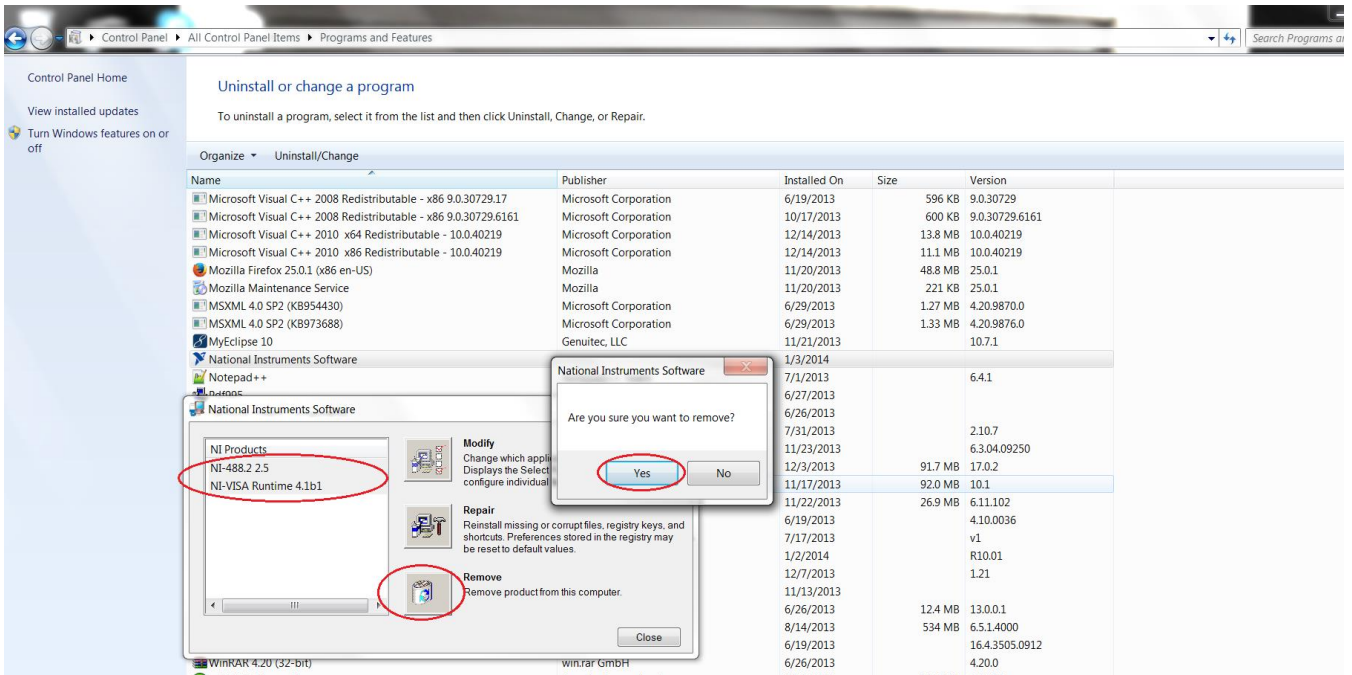 Control Panel ▸ All Control Panel Items ▸ Programs and Features
Search Programs an
Control Panel Home
View installed updates
Turn Windows features on or
off
Uninstall or change a program
To uninstall a program, select it from the list and then click Uninstall, Change, or Repair.
Organize Uninstall/Change
Name Publisher Installed On Size Version
Microsoft Visual C++ 2008 Redistributable - x86 9.0.30729.17 Microsoft Corporation 6/19/2013 596 KB 9.0.30729
Microsoft Visual C++ 2008 Redistributable - x86 9.0.30729.6161 Microsoft Corporation 10/17/2013 600 KB 9.0.30729.6161
Microsoft Visual C++ 2010 x64 Redistributable - 10.0.40219 Microsoft Corporation 12/14/2013 13.8 MB 10.0.40219
Microsoft Visual C++ 2010 x86 Redistributable - 10.0.40219 Microsoft Corporation 12/14/2013 11.1 MB 10.0.40219
Mozilla Firefox 25.0.1 (x86 en-US) Mozilla 11/20/2013 48.8 MB 25.0.1
Mozilla Maintenance Service Mozilla 11/20/2013 221 KB 25.0.1
MSXML 4.0 SP2 (KB954430) Microsoft Corporation 6/29/2013 1.27 MB 4.20.9870.0
MSXML 4.0 SP2 (KB973688) Microsoft Corporation 6/29/2013 1.33 MB 4.20.9876.0
MyEclipse 10 Genuitec, LLC 11/21/2013 10.7.1
National Instruments Software 1/3/2014
Notepad++ 7/1/2013 6.4.1
Pdf995 6/27/2013
6/26/2013
7/31/2013 2.10.7
11/23/2013 6.3.04.09250
12/3/2013 91.7 MB 17.0.2
11/17/2013 92.0 MB 10.1
11/22/2013 26.9 MB 6.11.102
6/19/2013 4.10.0036
7/17/2013 v1
1/2/2014 R10.01
12/7/2013 1.21
11/13/2013
6/26/2013 12.4 MB 13.0.0.1
8/14/2013 534 MB 6.5.1.4000
6/19/2013 16.4.3505.0912
WinRAR 4.20 (32-bit) win.rar GmbH 6/26/2013 4.20.0
National Instruments Software
Are you sure you want to remove?
Yes No
National Instruments Software
NI Products
NI-488.2 2.5
NI-VISA Runtime 4.1b1
Modify
Change which appli
Displays the Select
configure individual
Repair
Reinstall missing or corrupt files, registry keys, and
shortcuts. Preferences stored in the registry may
be reset to default values.
Remove
Remove product from this computer.
Close